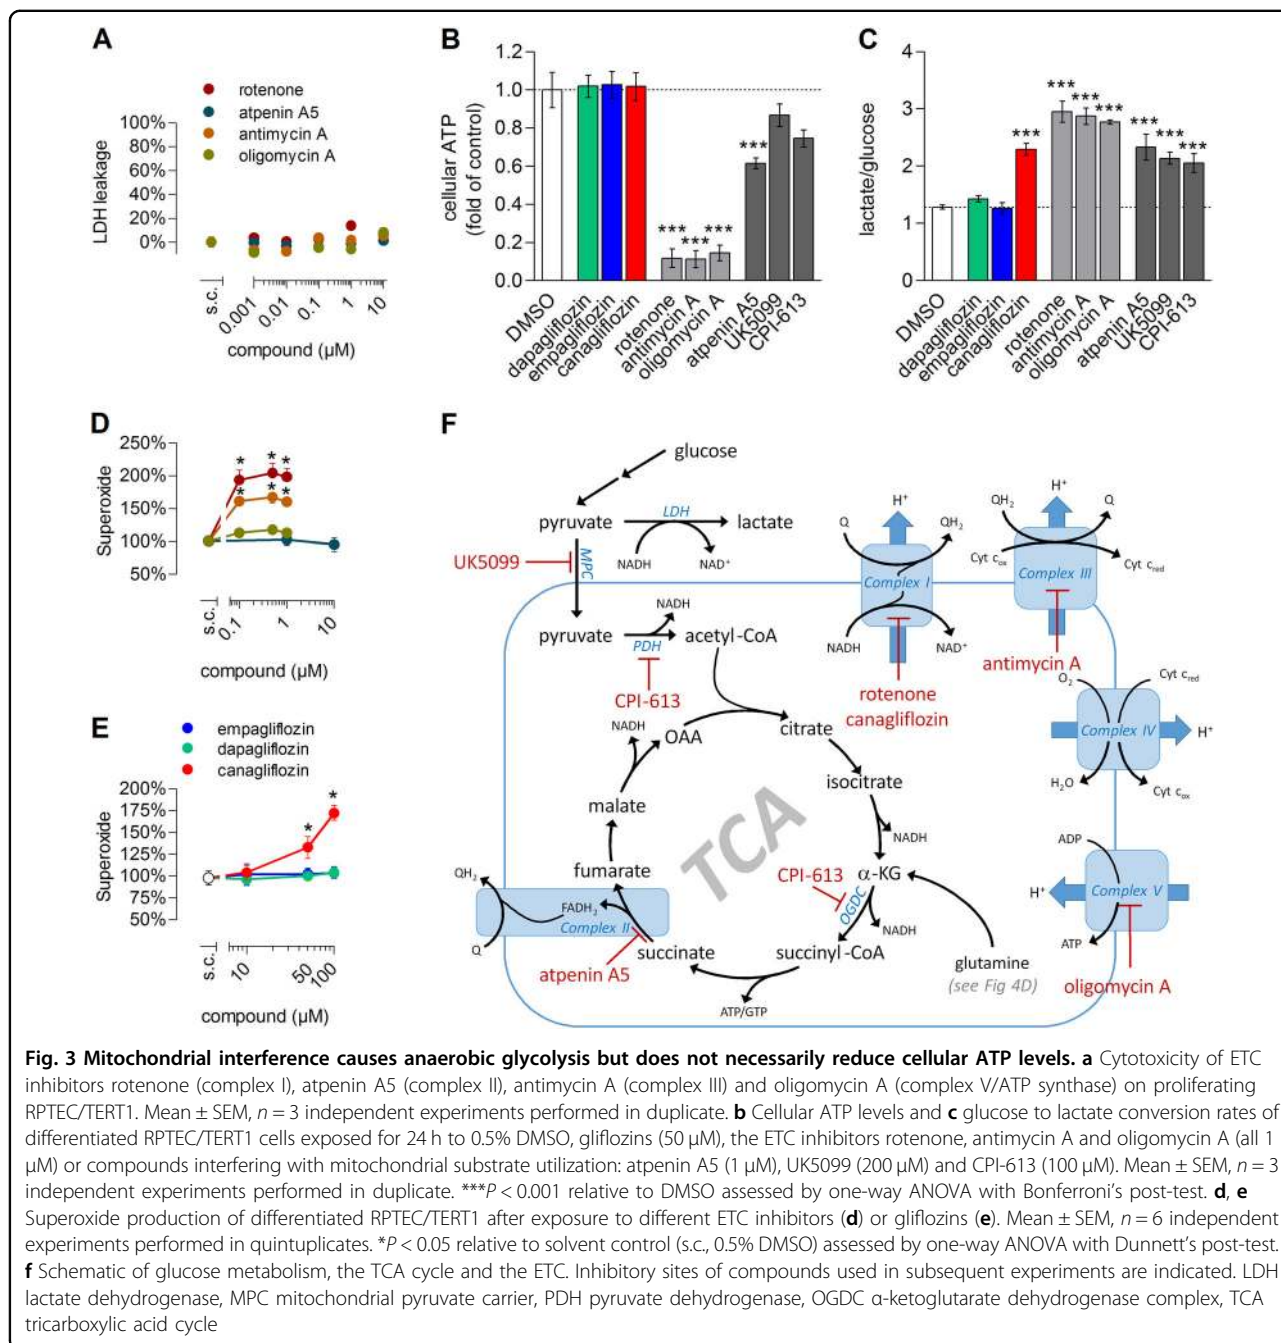 A
rotenone
atpenin A5
antimycin A
oligomycin A
100%
80%
60%
40%
20%
0%
LDH leakage
s.c.
0.001
0.01
0.1
1
10
compound (µM)
B
1.2
1.0
0.8
0.6
0.4
0.2
0.0
cellular ATP
(fold of control)
***
***
***
***
DMSO
dapagliflozin
empagliflozin
canagliflozin
rotenone
antimycin A
oligomycin A
atpenin A5
UK5099
CPI-613
C
4
3
2
1
0
lactate/glucose
***
***
***
***
***
***
***
DMSO
dapagliflozin
empagliflozin
canagliflozin
rotenone
antimycin A
oligomycin A
atpenin A5
UK5099
CPI-613
D
250%
200%
150%
100%
50%
Superoxide
* * *
* * *
s.c.
0.1
1
10
compound (µM)
E
empagliflozin
dapagliflozin
canagliflozin
200%
175%
150%
125%
100%
75%
50%
Superoxide
*
*
s.c.
10
50
100
compound (µM)
F
glucose
pyruvate
LDH
lactate
NADH
NAD⁺
UK5099
MPC
pyruvate
PDH
NADH
acetyl-CoA
CPI-613
NADH
OAA
citrate
malate
isocitrate
NADH
fumarate
TCA
CPI-613
α-KG
OGDC
NADH
QH₂
FADH₂
Complex II
Q
succinate
succinyl-CoA
atpenin A5
ATP/GTP
glutamine
(see Fig 4D)
H⁺
Q
QH₂
Complex I
NADH
NAD⁺
rotenone
canagliflozin
H⁺
QH₂
Q
Cyt cₒₓ
Complex III
Cyt c_red
antimycin A
O₂
Cyt c_red
Complex IV
H⁺
H₂O
Cyt cₒₓ
ADP
H⁺
Complex V
ATP
oligomycin A
Fig. 3 Mitochondrial interference causes anaerobic glycolysis but does not necessarily reduce cellular ATP levels. a Cytotoxicity of ETC
inhibitors rotenone (complex I), atpenin A5 (complex II), antimycin A (complex III) and oligomycin A (complex V/ATP synthase) on proliferating
RPTEC/TERT1. Mean ± SEM, n = 3 independent experiments performed in duplicate. b Cellular ATP levels and c glucose to lactate conversion rates of
differentiated RPTEC/TERT1 cells exposed for 24 h to 0.5% DMSO, gliflozins (50 µM), the ETC inhibitors rotenone, antimycin A and oligomycin A (all 1
µM) or compounds interfering with mitochondrial substrate utilization: atpenin A5 (1 µM), UK5099 (200 µM) and CPI-613 (100 µM). Mean ± SEM, n = 3
independent experiments performed in duplicate. ***P < 0.001 relative to DMSO assessed by one-way ANOVA with Bonferroni's post-test. d, e
Superoxide production of differentiated RPTEC/TERT1 after exposure to different ETC inhibitors (d) or gliflozins (e). Mean ± SEM, n = 6 independent
experiments performed in quintuplicates. *P < 0.05 relative to solvent control (s.c., 0.5% DMSO) assessed by one-way ANOVA with Dunnett's post-test.
f Schematic of glucose metabolism, the TCA cycle and the ETC. Inhibitory sites of compounds used in subsequent experiments are indicated. LDH
lactate dehydrogenase, MPC mitochondrial pyruvate carrier, PDH pyruvate dehydrogenase, OGDC α-ketoglutarate dehydrogenase complex, TCA
tricarboxylic acid cycle